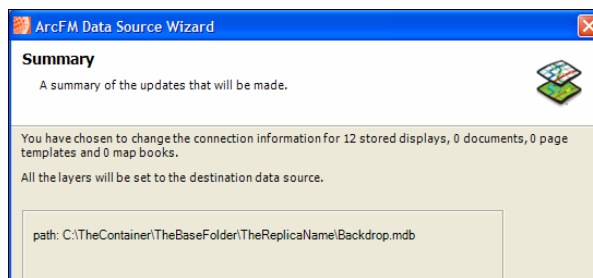 ArcFM Data Source Wizard
Summary
A summary of the updates that will be made.
You have chosen to change the connection information for 12 stored displays, 0 documents, 0 page
templates and 0 map books.
All the layers will be set to the destination data source.
path: C:\TheContainer\TheBaseFolder\TheReplicaName\Backdrop.mdb